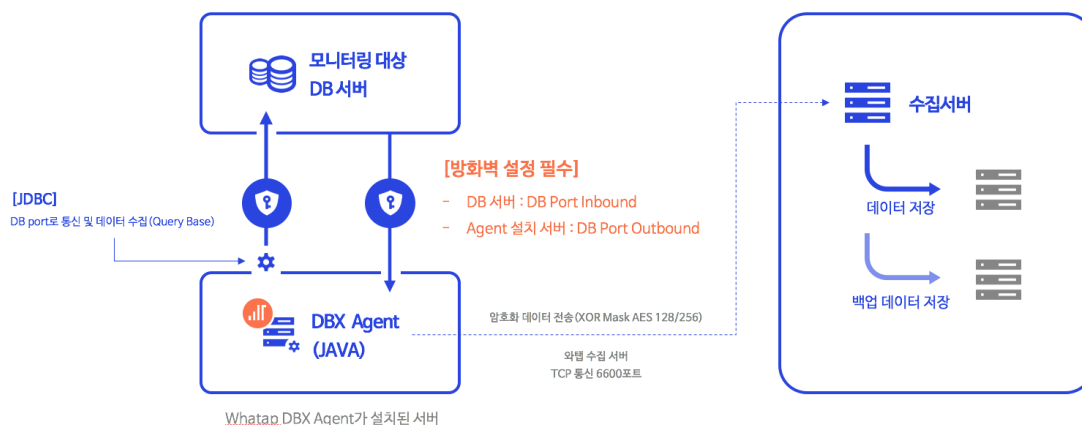 모니터링 대상
DB 서버
수집서버
[방화벽 설정 필수]
- DB 서버 : DB Port Inbound
- Agent 설치 서버 : DB Port Outbound
[JDBC]
DB port로 통신 및 데이터 수집(Query Base)
데이터 저장
백업 데이터 저장
DBX Agent
(JAVA)
암호화 데이터 전송(XOR Mask AES 128/256)
와탭 수집 서버
TCP 통신 6600포트
Whatap DBX Agent가 설치된 서버